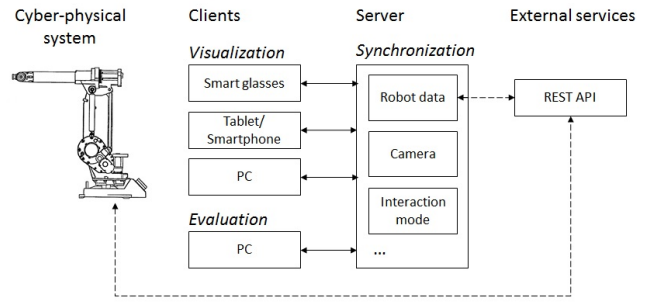 Cyber-physical
system
Clients
Server
External services
Visualization
Synchronization
Smart glasses
Robot data
REST API
Tablet/
Smartphone
Camera
PC
Interaction
mode
Evaluation
PC
...